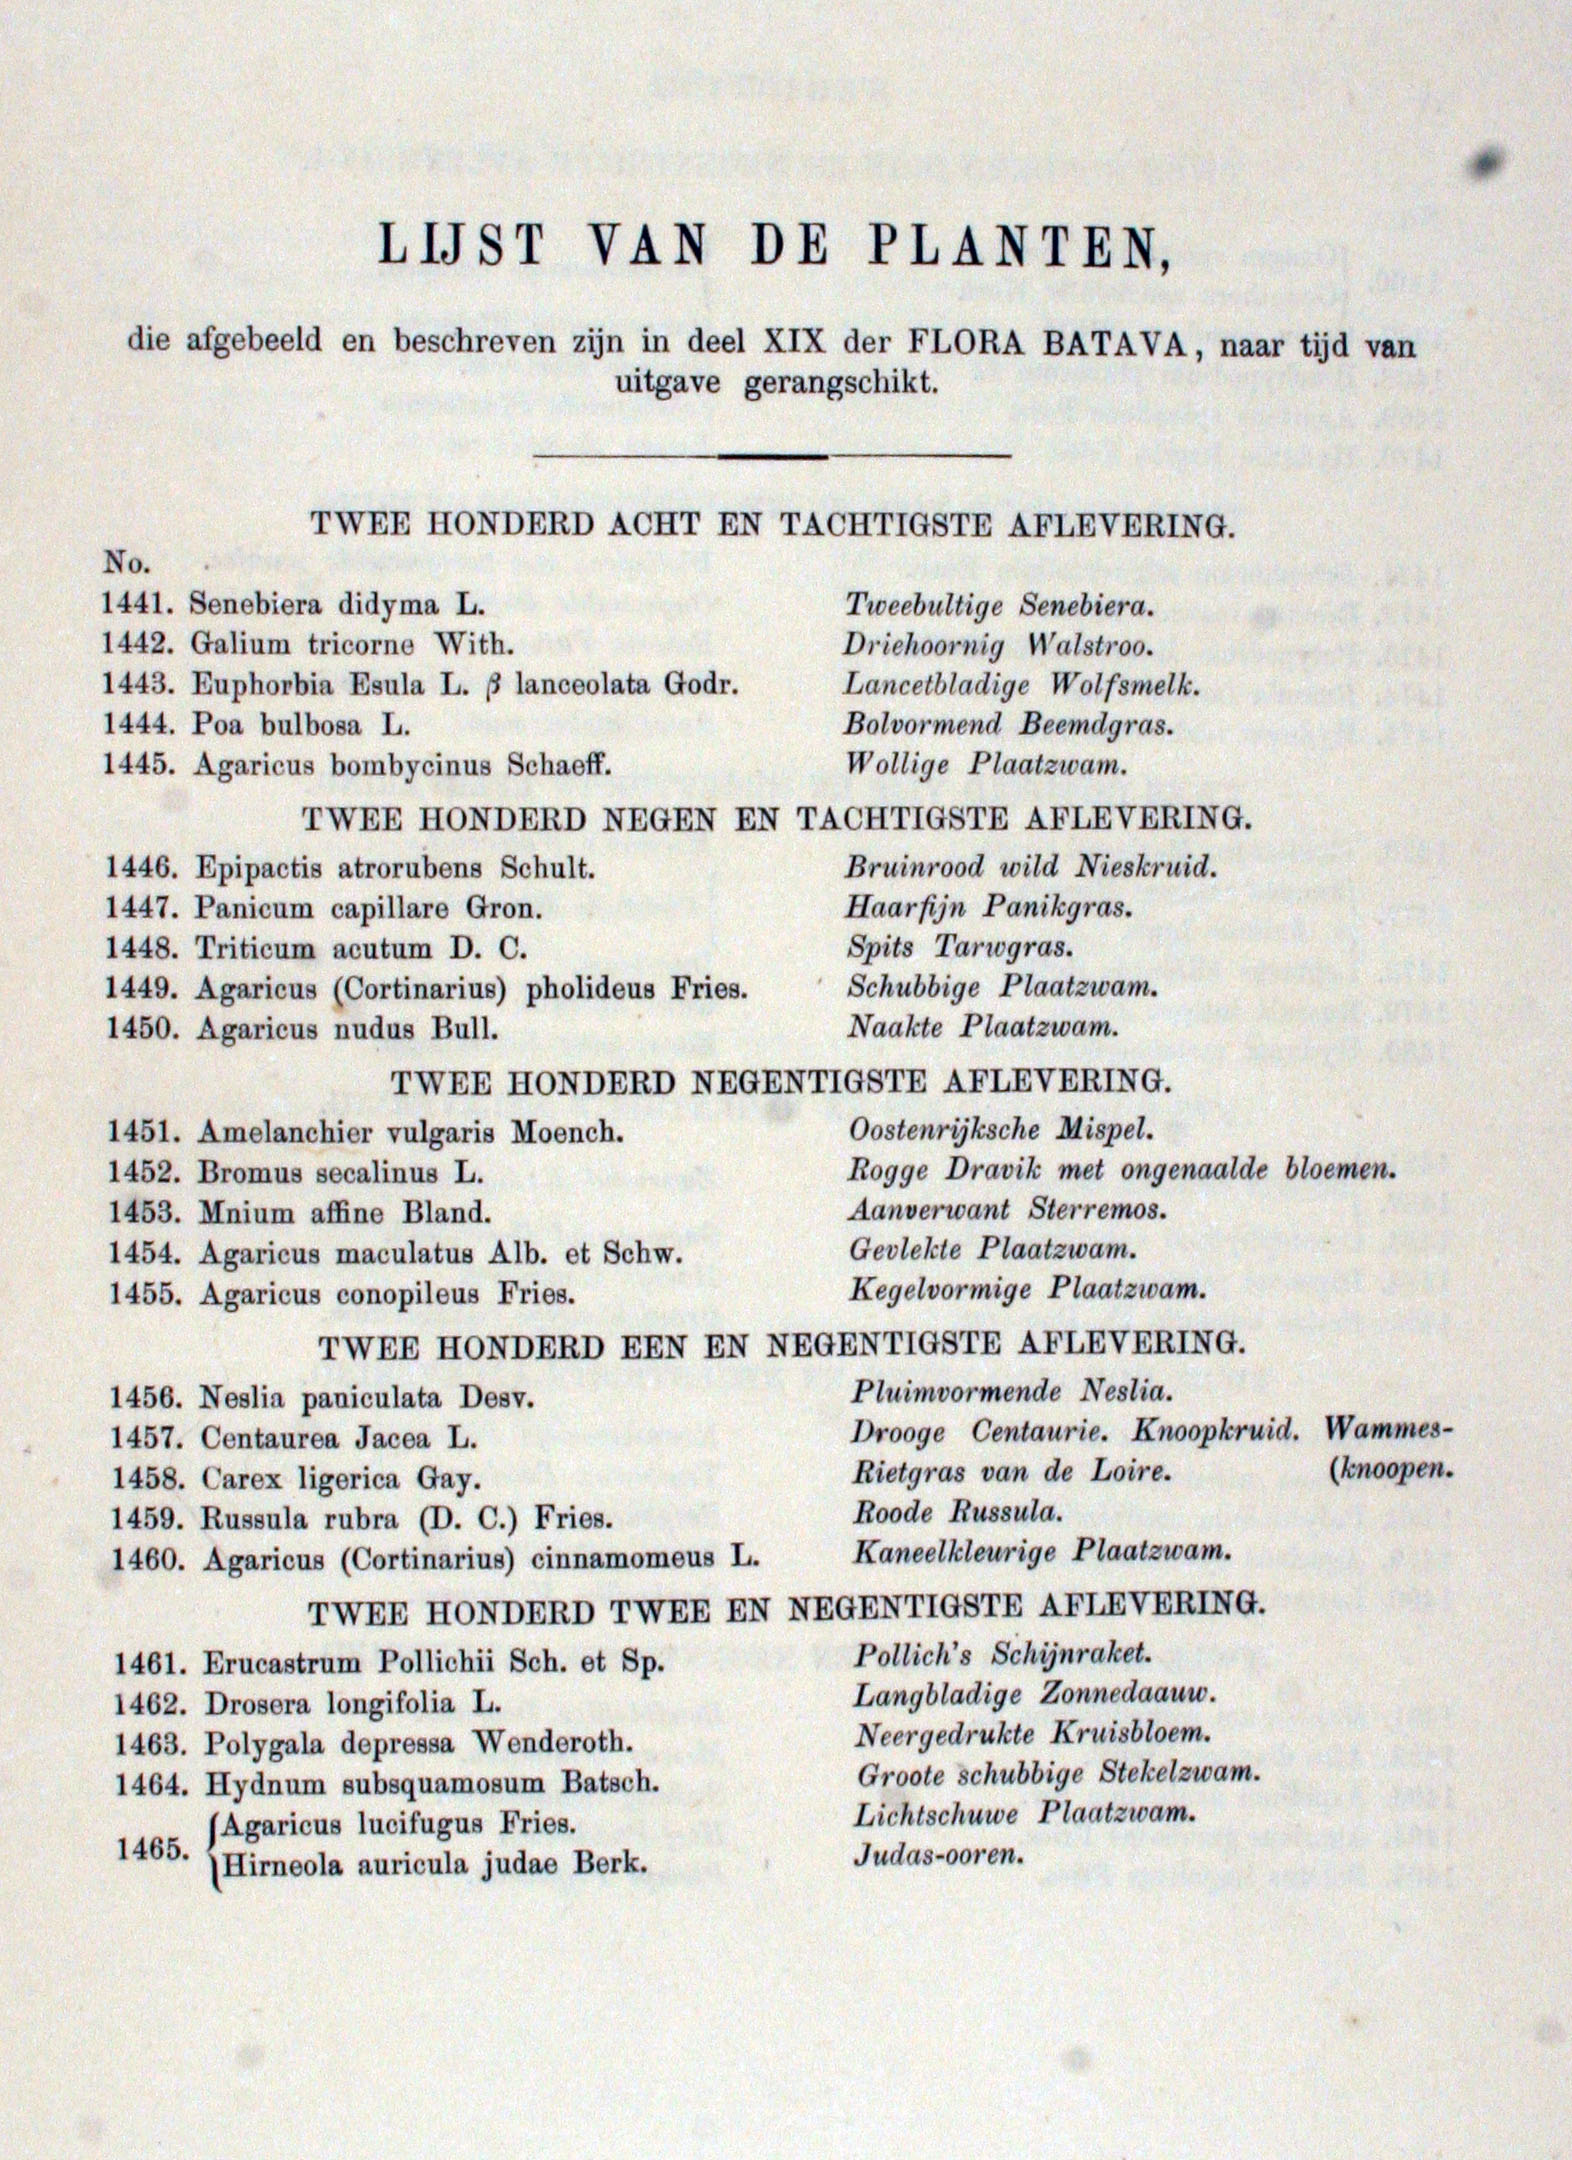 LIJST VAN DE PLANTEN,
die afgebeeld en beschreven zijn in deel XIX der FLORA BATAVA, naar tijd van
uitgave gerangschikt.
TWEE HONDERD ACHT EN TACHTIGSTE AFLEVERING.
No.
1441. Senebiera didyma L. Tweebultige Senebiera.
1442. Galium tricorne With. Driehoornig Walstroo.
1443. Euphorbia Esula L. β lanceolata Godr. Lancetbladige Wolfsmelk.
1444. Poa bulbosa L. Bolvormend Beemdgras.
1445. Agaricus bombycinus Schaeff. Wollige Plaatzwam.
TWEE HONDERD NEGEN EN TACHTIGSTE AFLEVERING.
1446. Epipactis atrorubens Schult. Bruinrood wild Nieskruid.
1447. Panicum capillare Gron. Haarfijn Panikgras.
1448. Triticum acutum D. C. Spits Tarwgras.
1449. Agaricus (Cortinarius) pholideus Fries. Schubbige Plaatzwam.
1450. Agaricus nudus Bull. Naakte Plaatzwam.
TWEE HONDERD NEGENTIGSTE AFLEVERING.
1451. Amelanchier vulgaris Moench. Oostenrijksche Mispel.
1452. Bromus secalinus L. Rogge Dravik met ongenaalde bloemen.
1453. Mnium affine Bland. Aanverwant Sterremos.
1454. Agaricus maculatus Alb. et Schw. Gevlekte Plaatzwam.
1455. Agaricus conopileus Fries. Kegelvormige Plaatzwam.
TWEE HONDERD EEN EN NEGENTIGSTE AFLEVERING.
1456. Neslia paniculata Desv. Pluimvormende Neslia.
1457. Centaurea Jacea L. Drooge Centaurie. Knoopkruid. Wammes-
1458. Carex ligerica Gay. Rietgras van de Loire. (knoopen.
1459. Russula rubra (D. C.) Fries. Roode Russula.
1460. Agaricus (Cortinarius) cinnamomeus L. Kaneelkleurige Plaatzwam.
TWEE HONDERD TWEE EN NEGENTIGSTE AFLEVERING.
1461. Erucastrum Pollichii Sch. et Sp. Pollich's Schijnraket.
1462. Drosera longifolia L. Langbladige Zonnedaauw.
1463. Polygala depressa Wenderoth. Neergedrukte Kruisbloem.
1464. Hydnum subsquamosum Batsch. Groote schubbige Stekelzwam.
1465. (Agaricus lucifugus Fries. Lichtschuwe Plaatzwam.
(Hirneola auricula judae Berk. Judas-ooren.